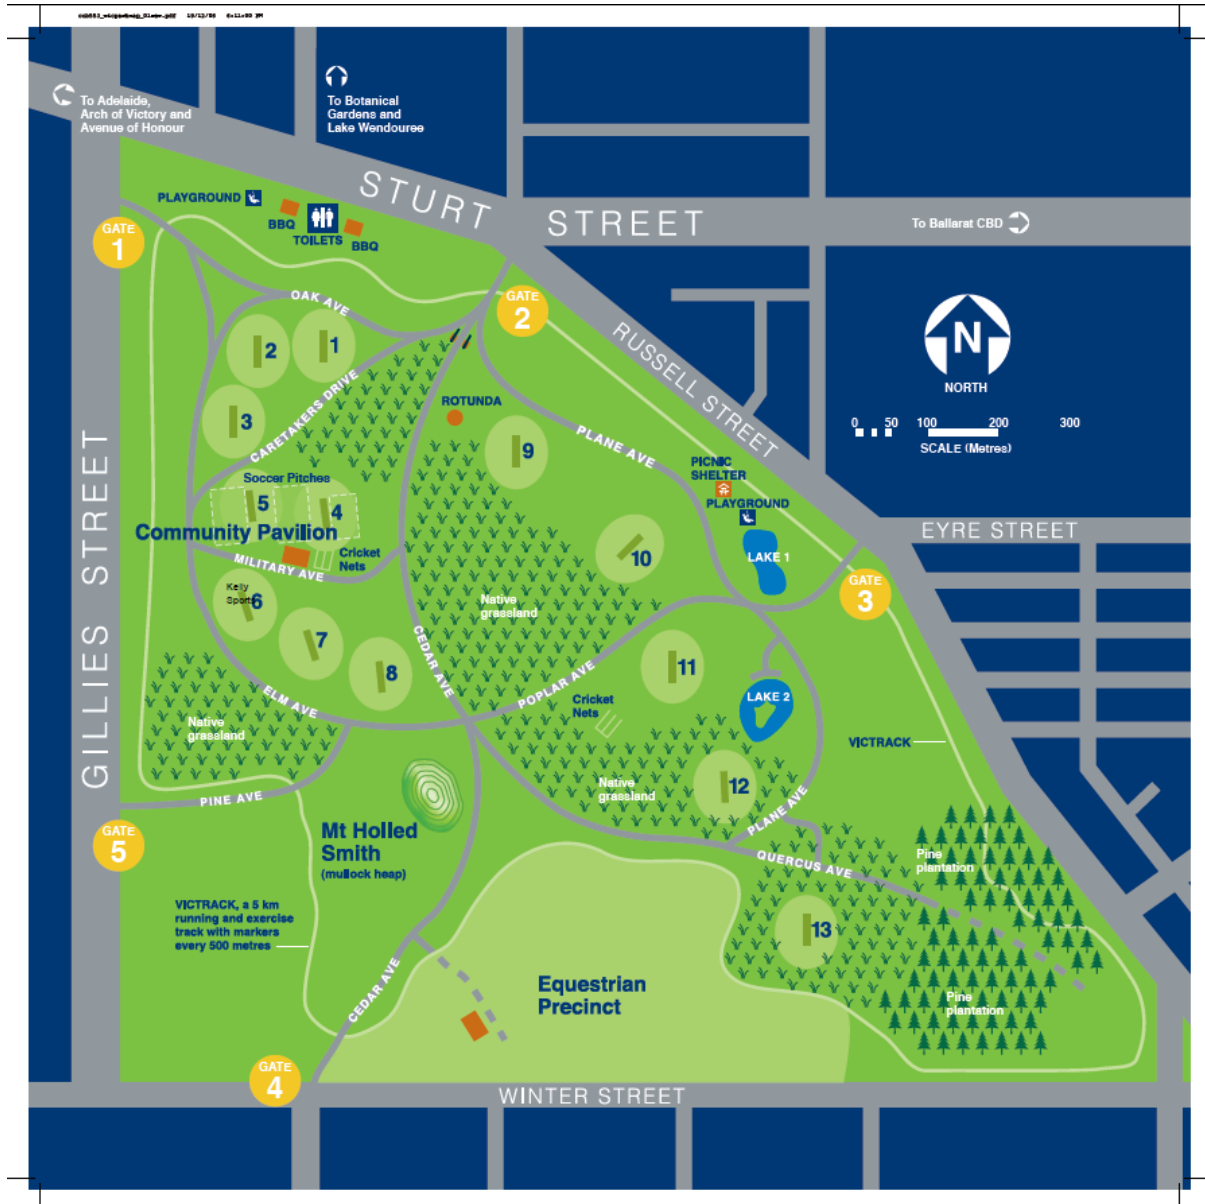 To Adelaide,
Arch of Victory and
Avenue of Honour
To Botanical
Gardens and
Lake Wendouree
STURT STREET
To Ballarat CBD
PLAYGROUND
BBQ
TOILETS
BBQ
GATE
1
OAK AVE
GATE
2
RUSSELL STREET
N
NORTH
0 50 100 200 300
SCALE (Metres)
2
1
3
CARETAKERS DRIVE
ROTUNDA
9
PLANE AVE
PICNIC
SHELTER
PLAYGROUND
Soccer Pitches
5
4
Community Pavilion
MILITARY AVE
Cricket
Nets
10
LAKE 1
EYRE STREET
GATE
3
GILLIES STREET
Kelly
Sports
6
7
8
Native
grassland
CEDAR AVE
POPLAR AVE
11
LAKE 2
Cricket
Nets
ELM AVE
Native
grassland
VICTRACK
PINE AVE
Native
grassland
12
PLANE AVE
GATE
5
Mt Holled
Smith
(mullock heap)
QUERCUS AVE
Pine
plantation
VICTRACK, a 5 km
running and exercise
track with markers
every 500 metres
13
CEDAR AVE
Equestrian
Precinct
Pine
plantation
GATE
4
WINTER STREET